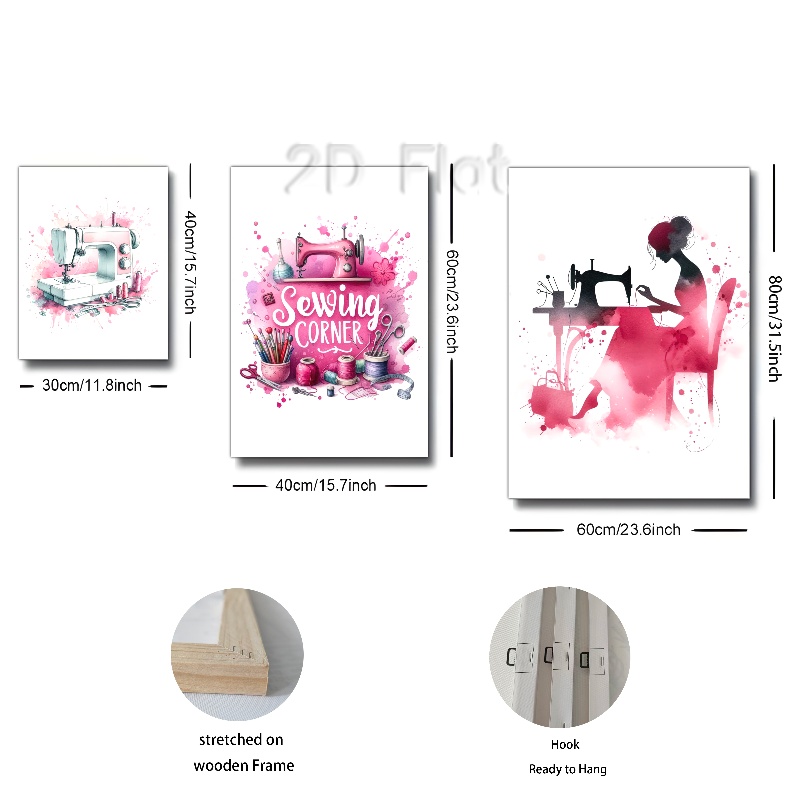 2D Flat
40cm/15.7inch
30cm/11.8inch
Sewing
CORNER
60cm/23.6inch
40cm/15.7inch
80cm/31.5inch
60cm/23.6inch
stretched on
wooden Frame
Hook
Ready to Hang